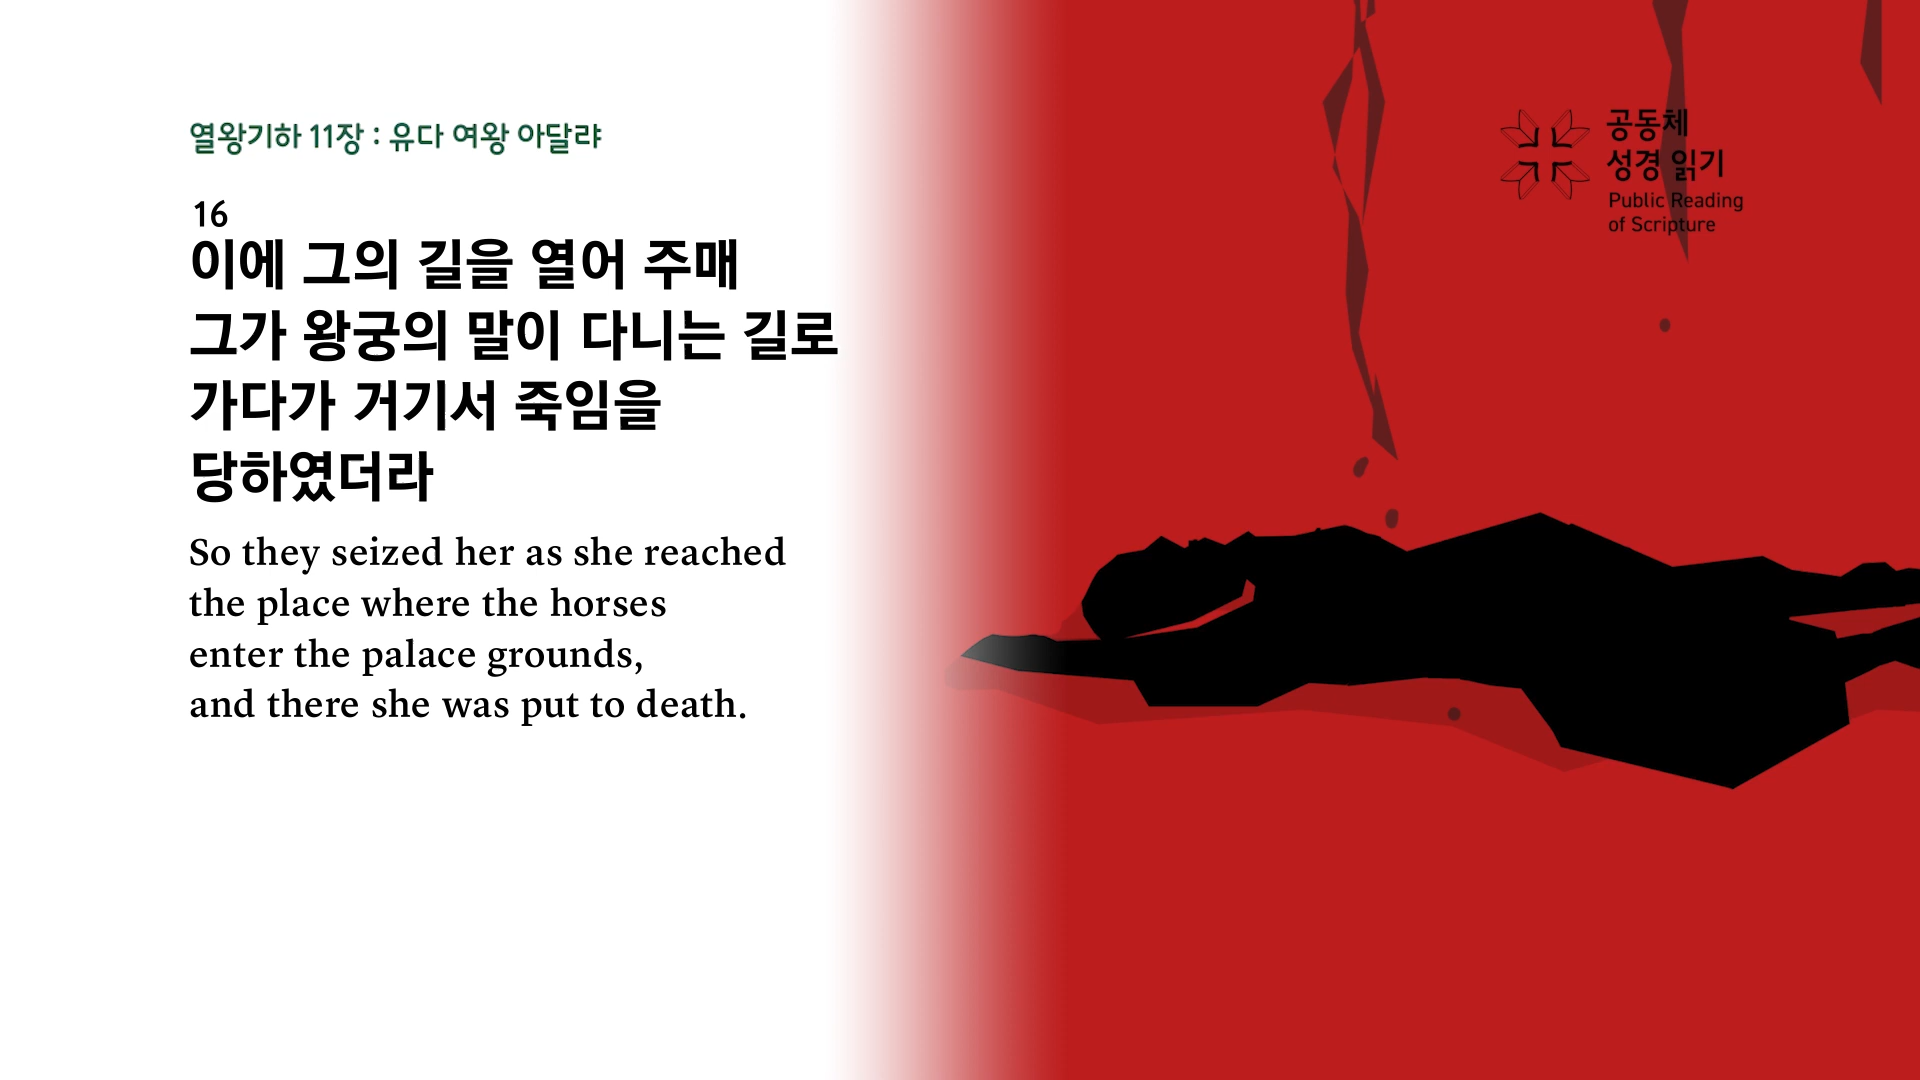 열왕기하 11장 : 유다 여왕 아달랴
16
이에 그의 길을 열어 주매
그가 왕궁의 말이 다니는 길로
가다가 거기서 죽임을
당하였더라
So they seized her as she reached
the place where the horses
enter the palace grounds,
and there she was put to death.
공동체
성경 읽기
Public Reading
of Scripture